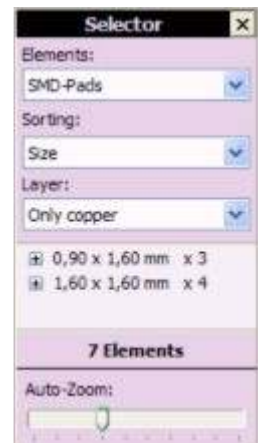 Selector
Elements:
SMD-Pads
Sorting:
Size
Layer:
Only copper
0,90 x 1,60 mm x 3
1,60 x 1,60 mm x 4
7 Elements
Auto-Zoom: